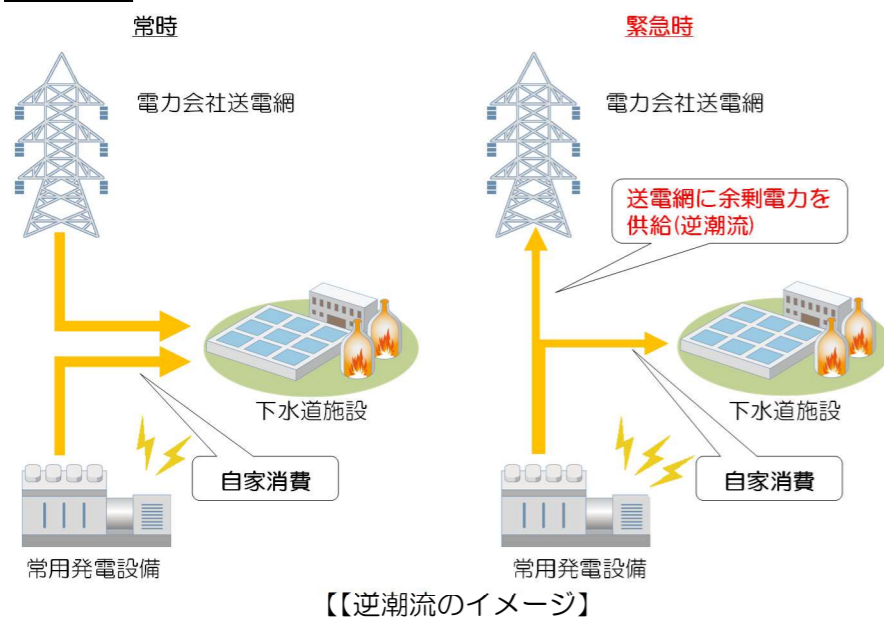 常時
電力会社送電網
下水道施設
自家消費
常用発電設備
緊急時
電力会社送電網
送電網に余剰電力を
供給(逆潮流)
下水道施設
自家消費
常用発電設備
【【逆潮流のイメージ】